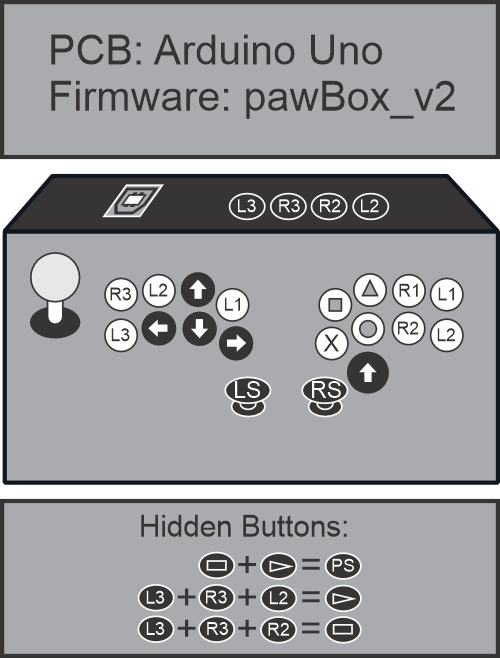 PCB: Arduino Uno
Firmware: pawBox_v2
L3 R3 R2 L2
R3 L2 L1 R1 L1
L3 X R2 L2
LS RS
Hidden Buttons:
+ = PS
L3 + R3 + L2 =
L3 + R3 + R2 =